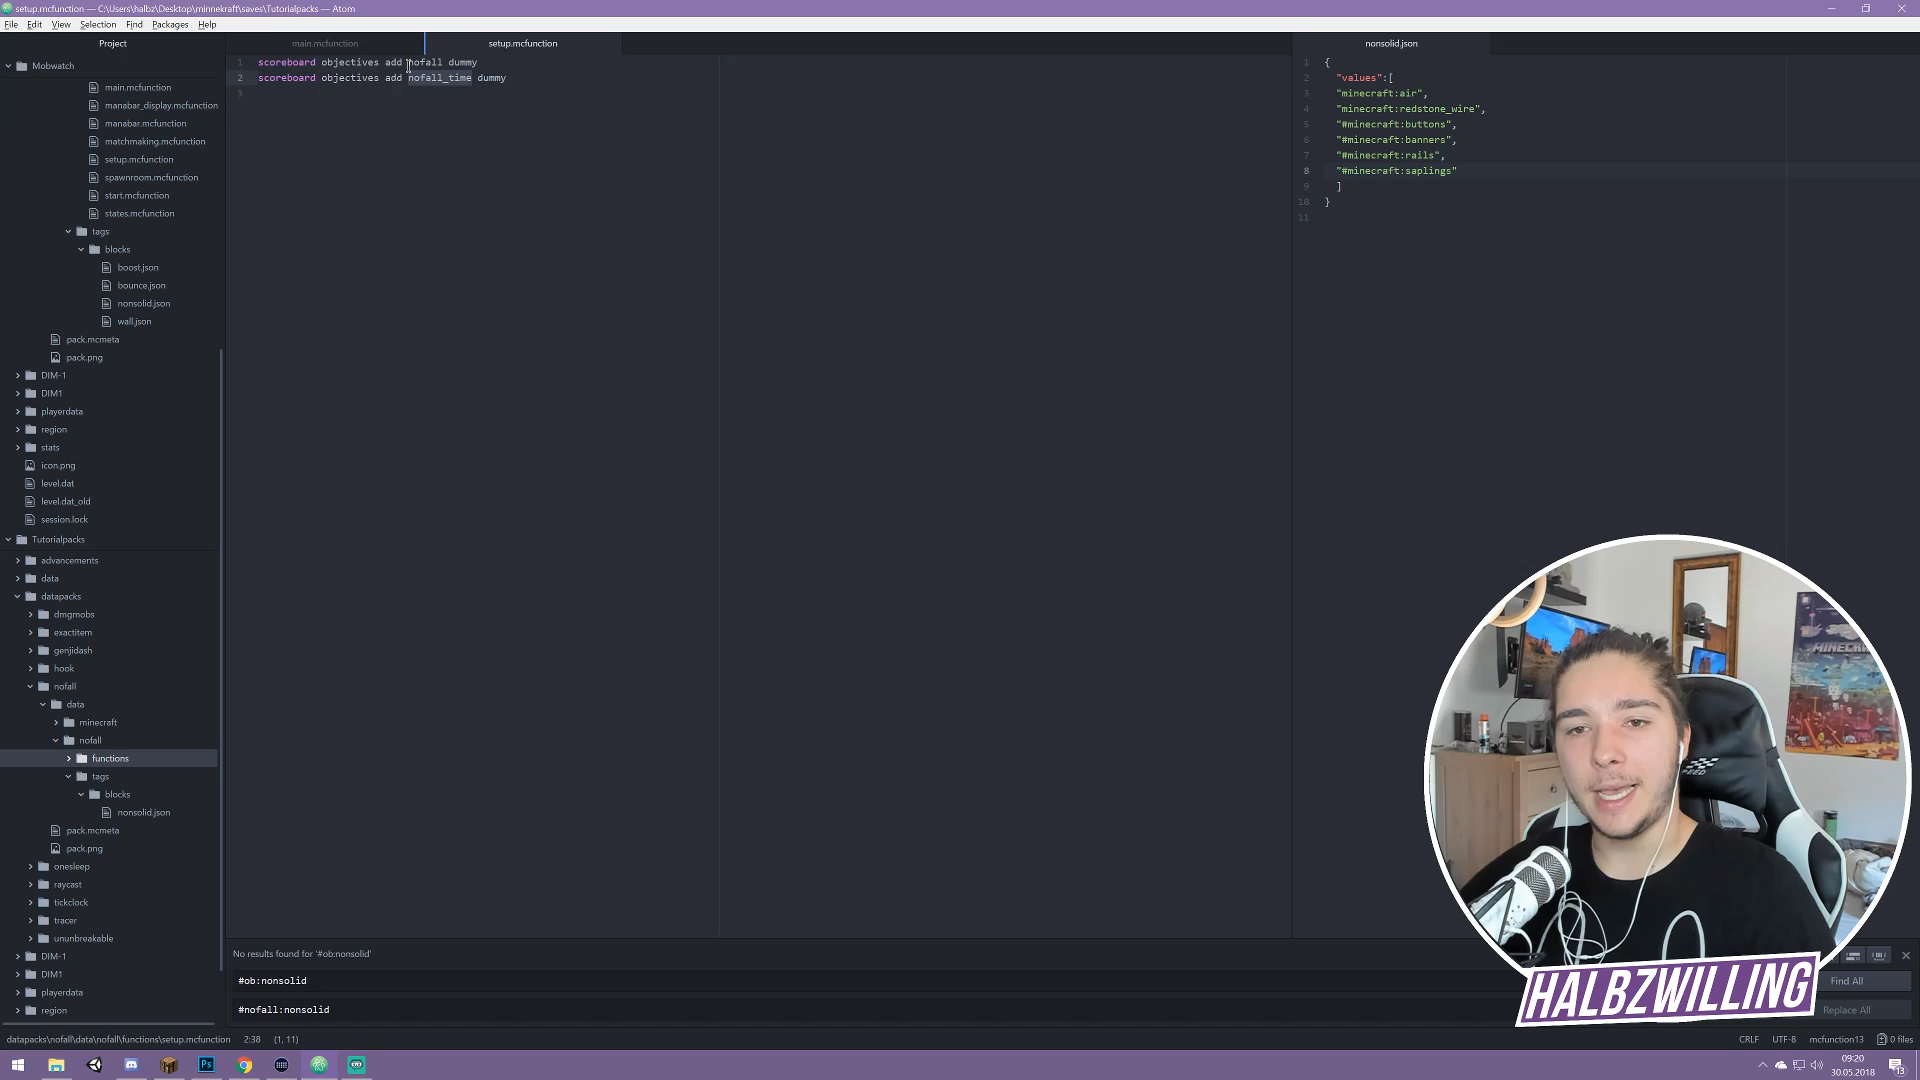 setup.mcfunction — C:\Users\halbz\Desktop\minnekraft\saves\Tutorialpacks — Atom
File Edit View Selection Find Packages Help
Project
Mobwatch
main.mcfunction
manabar_display.mcfunction
manabar.mcfunction
matchmaking.mcfunction
setup.mcfunction
spawnroom.mcfunction
start.mcfunction
states.mcfunction
tags
blocks
boost.json
bounce.json
nonsolid.json
wall.json
pack.mcmeta
pack.png
DIM-1
DIM1
playerdata
region
stats
icon.png
level.dat
level.dat_old
session.lock
Tutorialpacks
advancements
data
datapacks
dmgmobs
exactitem
genjidash
hook
nofall
data
minecraft
nofall
functions
tags
blocks
nonsolid.json
pack.mcmeta
pack.png
onesleep
raycast
tickclock
tracer
ununbreakable
DIM-1
DIM1
playerdata
region
main.mcfunction
setup.mcfunction
1 scoreboard objectives add nofall dummy
2 scoreboard objectives add nofall_time dummy
3
nonsolid.json
1 {
2 "values":[
3 "minecraft:air",
4 "minecraft:redstone_wire",
5 "#minecraft:buttons",
6 "#minecraft:banners",
7 "#minecraft:rails",
8 "#minecraft:saplings"
9 ]
10 }
11
MINECRAFT
SPEED
HALBZWILLING
No results found for '#ob:nonsolid'
#ob:nonsolid
Find All
#nofall:nonsolid
Replace All
datapacks\nofall\data\nofall\functions\setup.mcfunction 2:38 (1, 11)
CRLF UTF-8 mcfunction13 0 files
Ps
09:20
30.05.2018
13